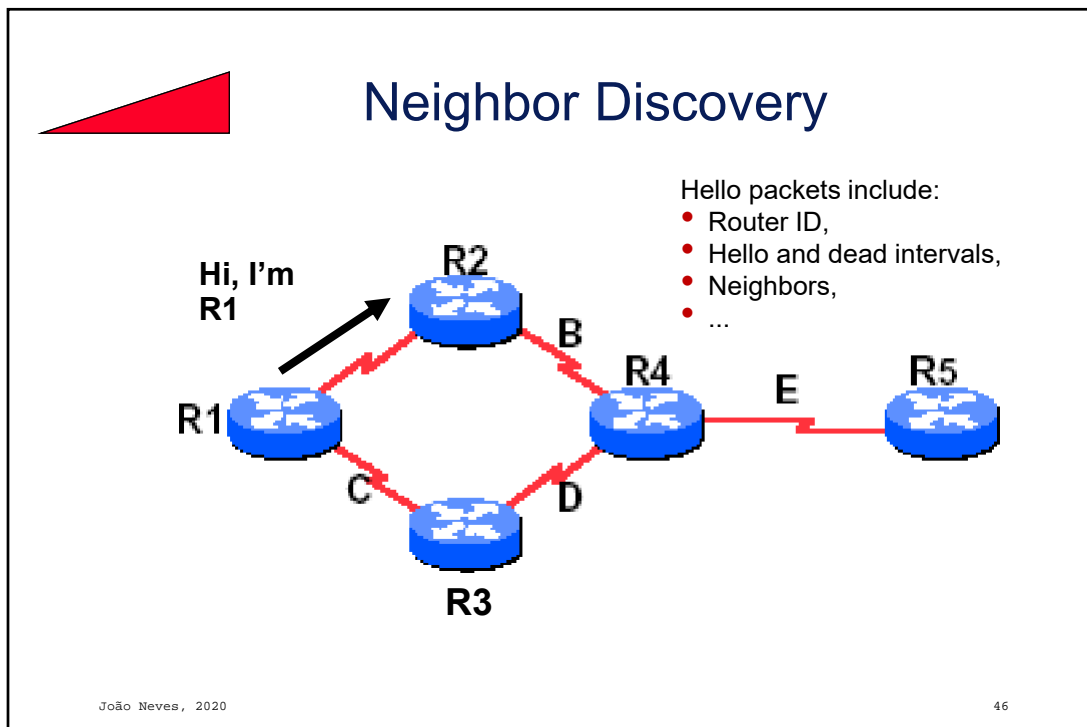 Neighbor Discovery
Hello packets include:
• Router ID,
• Hello and dead intervals,
• Neighbors,
• ...
Hi, I’m
R1
R2
B
R4
E
R5
R1
C
D
R3
João Neves, 2020
46